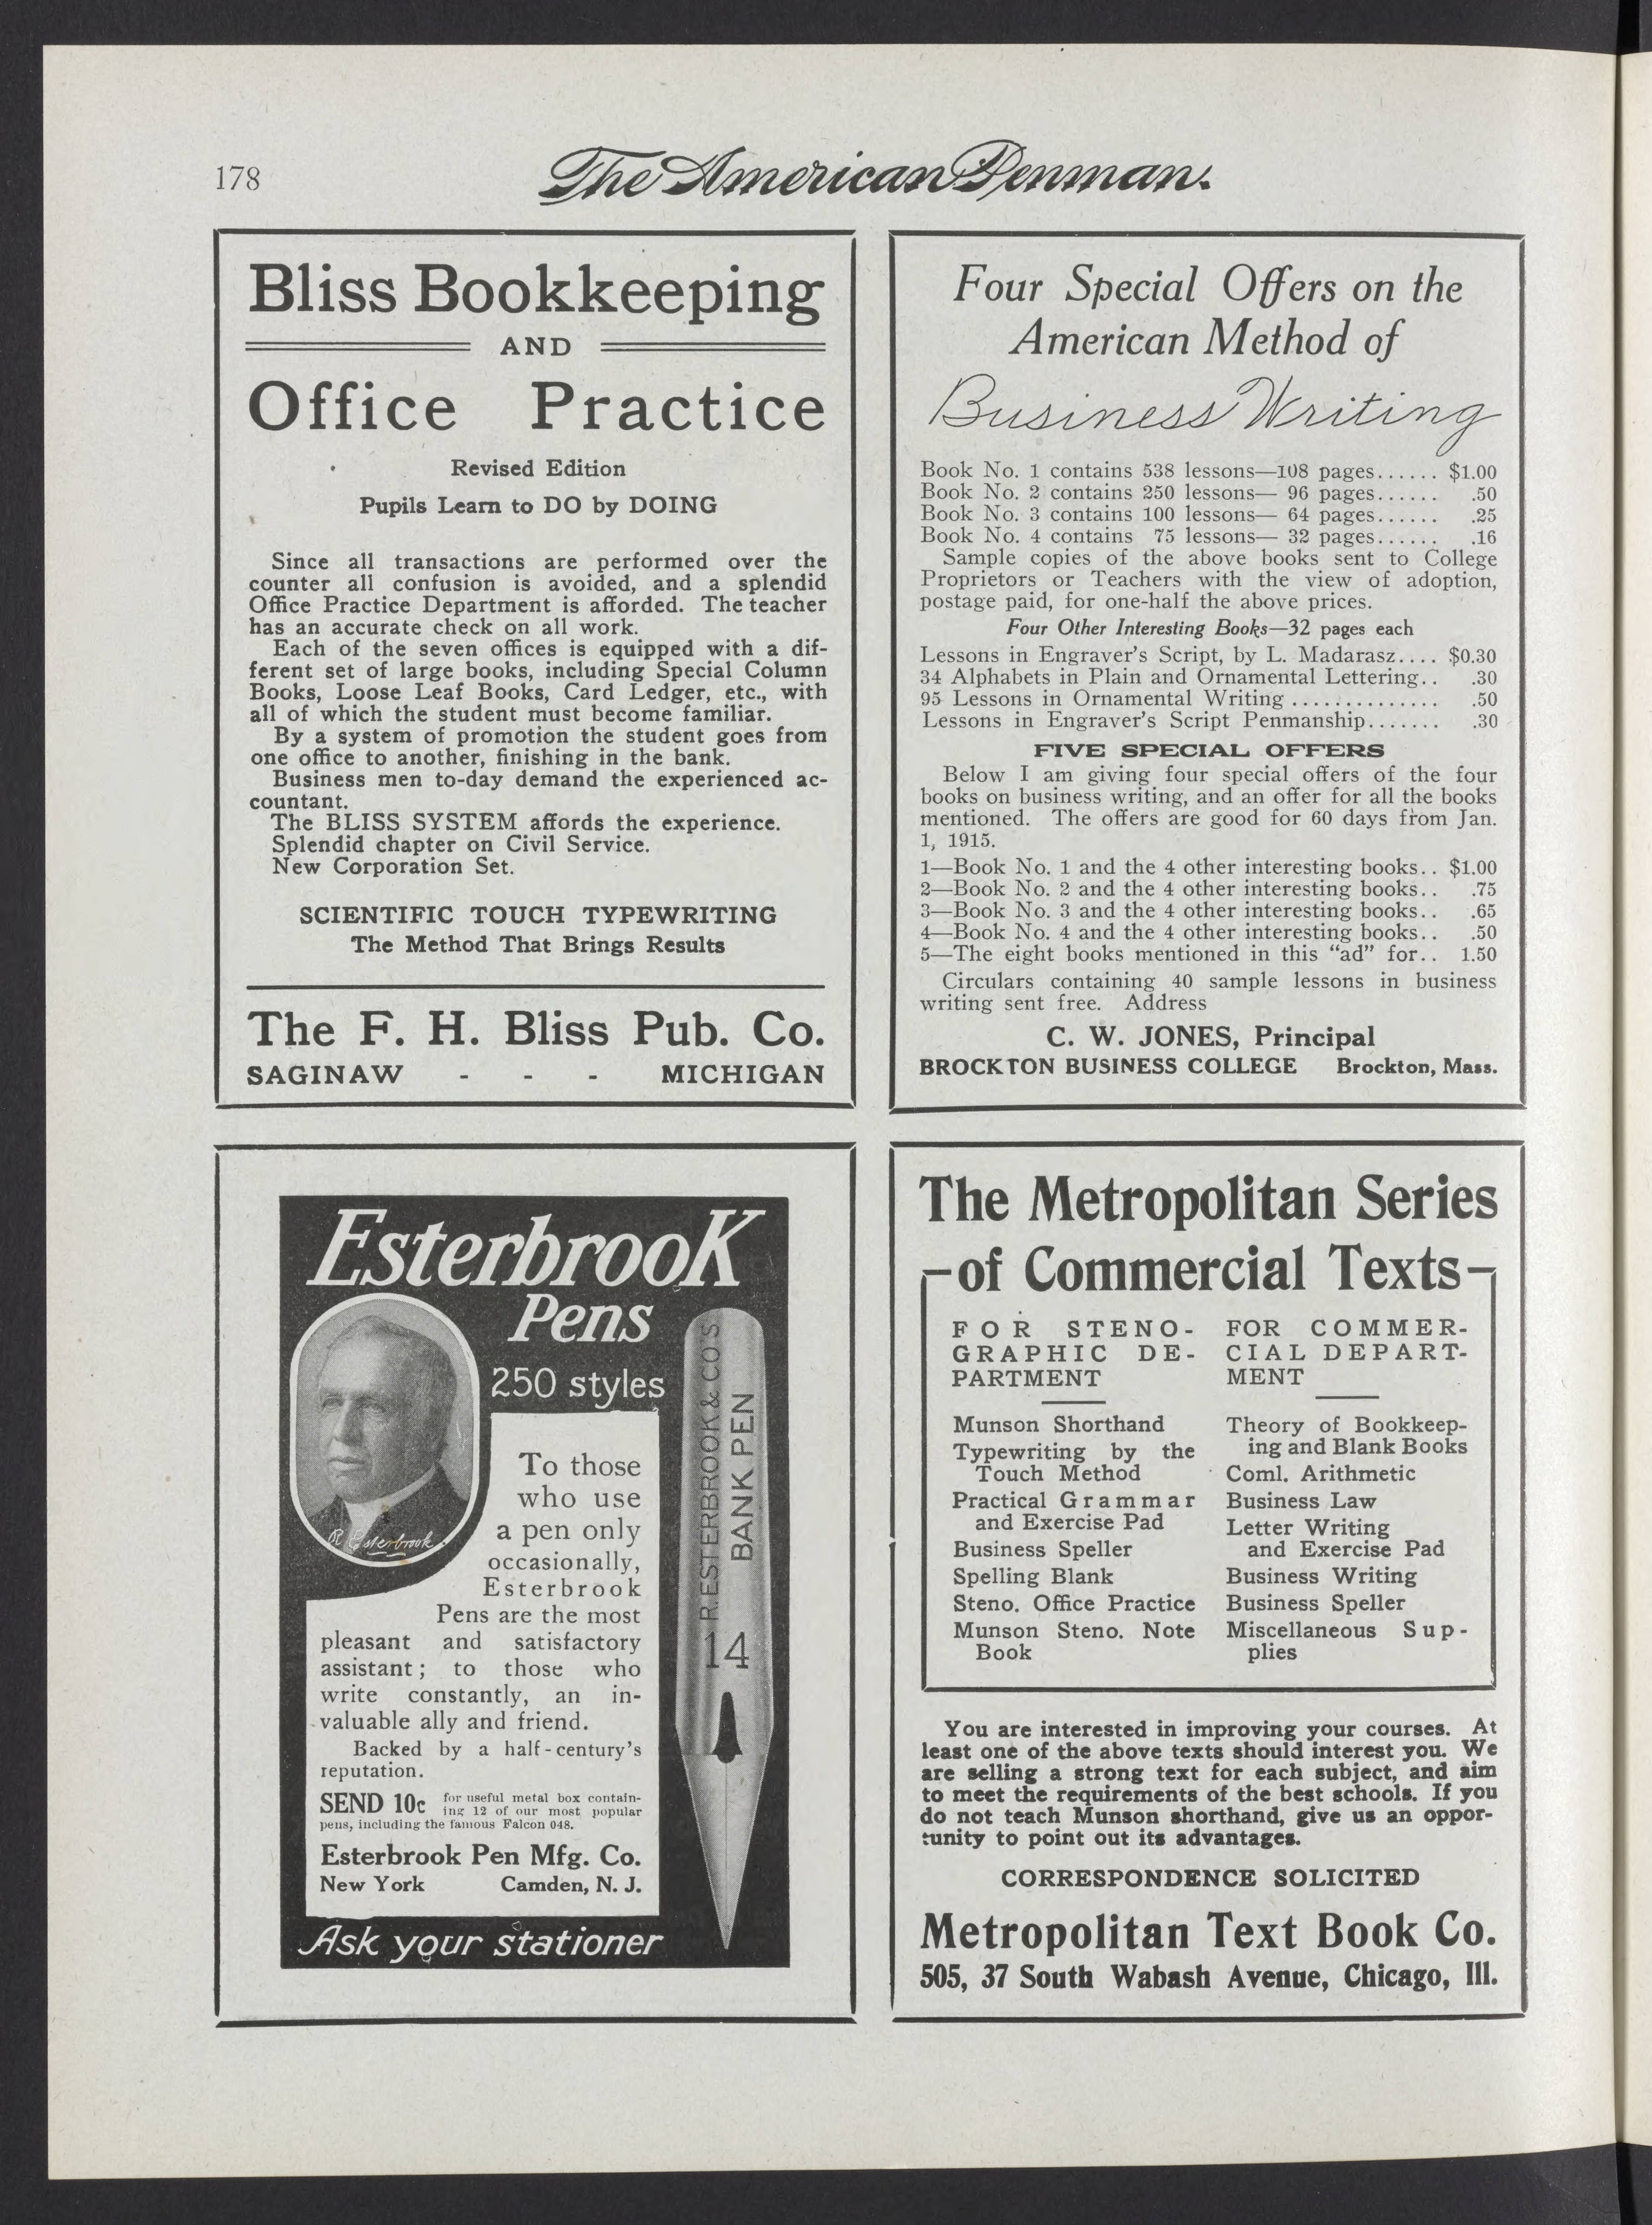 178
The American Penman.
Bliss Bookkeeping
AND
Office Practice
Revised Edition
Pupils Learn to DO by DOING
Since all transactions are performed over the
counter all confusion is avoided, and a splendid
Office Practice Department is afforded. The teacher
has an accurate check on all work.
Each of the seven offices is equipped with a dif-
ferent set of large books, including Special Column
Books, Loose Leaf Books, Card Ledger, etc., with
all of which the student must become familiar.
By a system of promotion the student goes from
one office to another, finishing in the bank.
Business men to-day demand the experienced ac-
countant.
The BLISS SYSTEM affords the experience.
Splendid chapter on Civil Service.
New Corporation Set.
SCIENTIFIC TOUCH TYPEWRITING
The Method That Brings Results
The F. H. Bliss Pub. Co.
SAGINAW - - - MICHIGAN
Four Special Offers on the
American Method of
Business Writing
Book No. 1 contains 538 lessons—108 pages...... $1.00
Book No. 2 contains 250 lessons— 96 pages...... .50
Book No. 3 contains 100 lessons— 64 pages...... .25
Book No. 4 contains 75 lessons— 32 pages...... .16
Sample copies of the above books sent to College
Proprietors or Teachers with the view of adoption,
postage paid, for one-half the above prices.
Four Other Interesting Books—32 pages each
Lessons in Engraver's Script, by L. Madarasz.... $0.30
34 Alphabets in Plain and Ornamental Lettering.. .30
95 Lessons in Ornamental Writing .............. .50
Lessons in Engraver's Script Penmanship....... .30
FIVE SPECIAL OFFERS
Below I am giving four special offers of the four
books on business writing, and an offer for all the books
mentioned. The offers are good for 60 days from Jan.
1, 1915.
1—Book No. 1 and the 4 other interesting books.. $1.00
2—Book No. 2 and the 4 other interesting books.. .75
3—Book No. 3 and the 4 other interesting books.. .65
4—Book No. 4 and the 4 other interesting books.. .50
5—The eight books mentioned in this "ad" for.. 1.50
Circulars containing 40 sample lessons in business
writing sent free. Address
C. W. JONES, Principal
BROCKTON BUSINESS COLLEGE Brockton, Mass.
Esterbrook
Pens
250 styles
R. Esterbrook
R. ESTERBROOK & CO'S
BANK PEN
14
To those
who use
a pen only
occasionally,
Esterbrook
Pens are the most
pleasant and satisfactory
assistant; to those who
write constantly, an in-
valuable ally and friend.
Backed by a half-century's
reputation.
SEND 10c for useful metal box contain-
ing 12 of our most popular
pens, including the famous Falcon 048.
Esterbrook Pen Mfg. Co.
New York Camden, N. J.
Ask your stationer
The Metropolitan Series
of Commercial Texts
FOR STENO-
GRAPHIC DE-
PARTMENT
Munson Shorthand
Typewriting by the
Touch Method
Practical Grammar
and Exercise Pad
Business Speller
Spelling Blank
Steno. Office Practice
Munson Steno. Note
Book
FOR COMMER-
CIAL DEPART-
MENT
Theory of Bookkeep-
ing and Blank Books
Coml. Arithmetic
Business Law
Letter Writing
and Exercise Pad
Business Writing
Business Speller
Miscellaneous Sup-
plies
You are interested in improving your courses. At
least one of the above texts should interest you. We
are selling a strong text for each subject, and aim
to meet the requirements of the best schools. If you
do not teach Munson shorthand, give us an oppor-
tunity to point out its advantages.
CORRESPONDENCE SOLICITED
Metropolitan Text Book Co.
505, 37 South Wabash Avenue, Chicago, Ill.